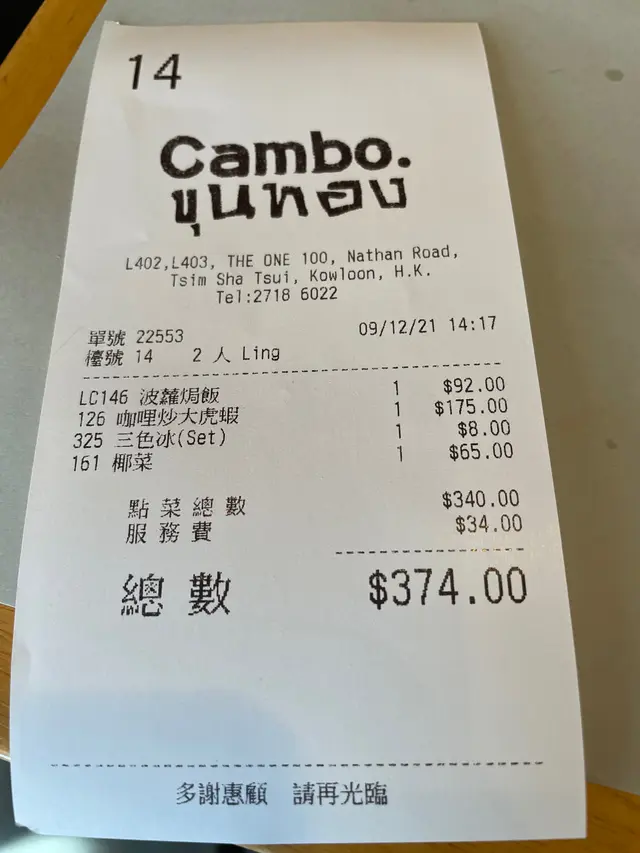 14
Cambo.
ขุนทอง
L402,L403, THE ONE 100, Nathan Road,
Tsim Sha Tsui, Kowloon, H.K.
Tel:2718 6022
單號 22553 09/12/21 14:17
檯號 14 2 人 Ling
LC146 波蘿焗飯 1 $92.00
126 咖哩炒大虎蝦 1 $175.00
325 三色冰(Set) 1 $8.00
161 椰菜 1 $65.00
點菜總數 $340.00
服務費 $34.00
總數 $374.00
多謝惠顧 請再光臨